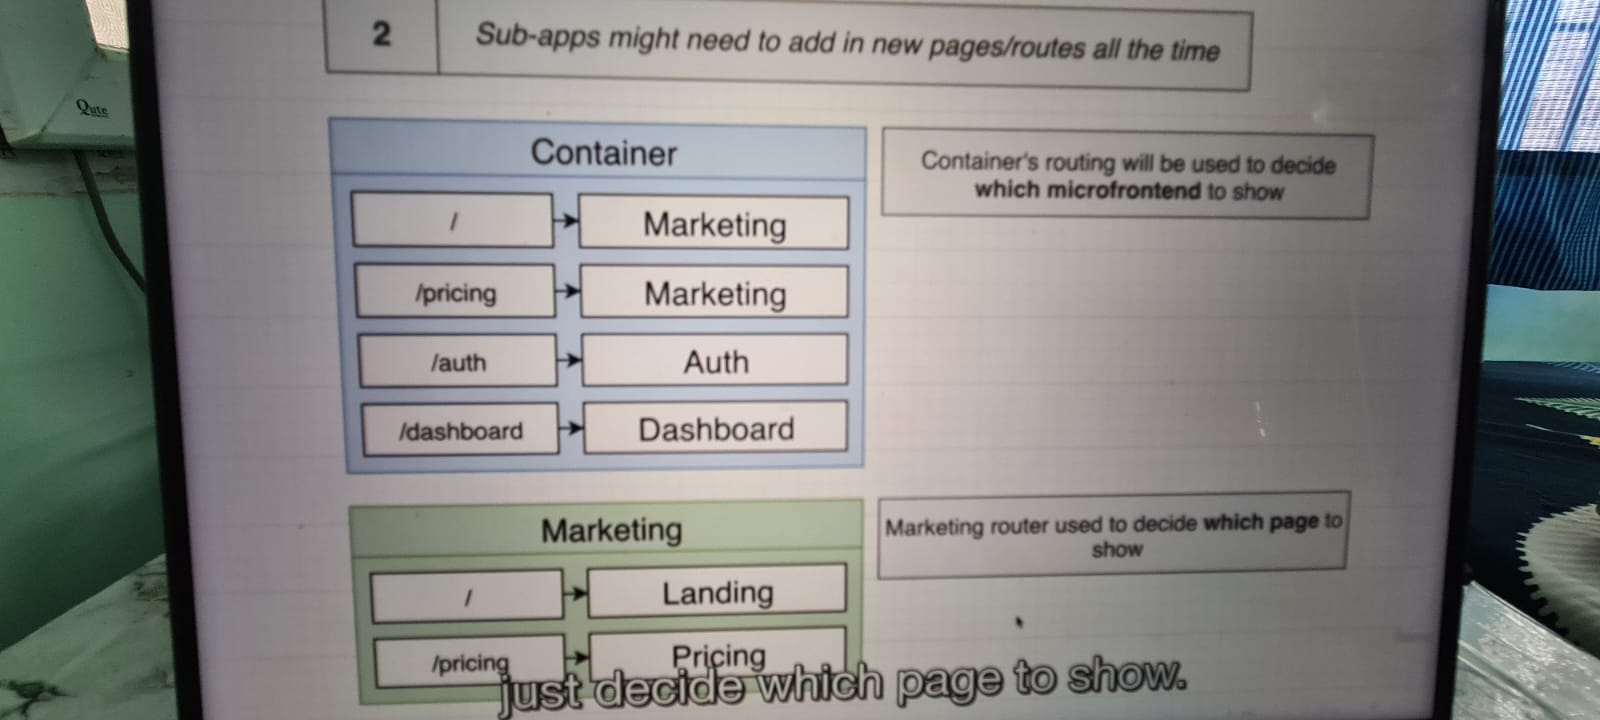 Qute
2
Sub-apps might need to add in new pages/routes all the time
Container
/
Marketing
/pricing
Marketing
/auth
Auth
/dashboard
Dashboard
Container's routing will be used to decide
which microfrontend to show
Marketing
/
Landing
/pricing
Pricing
Marketing router used to decide which page to
show
just decide which page to show.